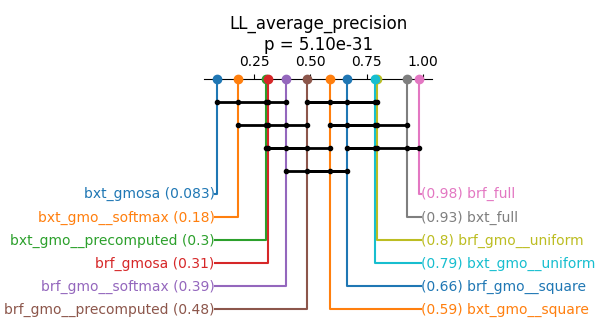 LL_average_precision
p = 5.10e-31
0.25 0.50 0.75 1.00
bxt_gmosa (0.083) (0.98) brf_full
bxt_gmo__softmax (0.18) (0.93) bxt_full
bxt_gmo__precomputed (0.3) (0.8) brf_gmo__uniform
brf_gmosa (0.31) (0.79) bxt_gmo__uniform
brf_gmo__softmax (0.39) (0.66) brf_gmo__square
brf_gmo__precomputed (0.48) (0.59) bxt_gmo__square